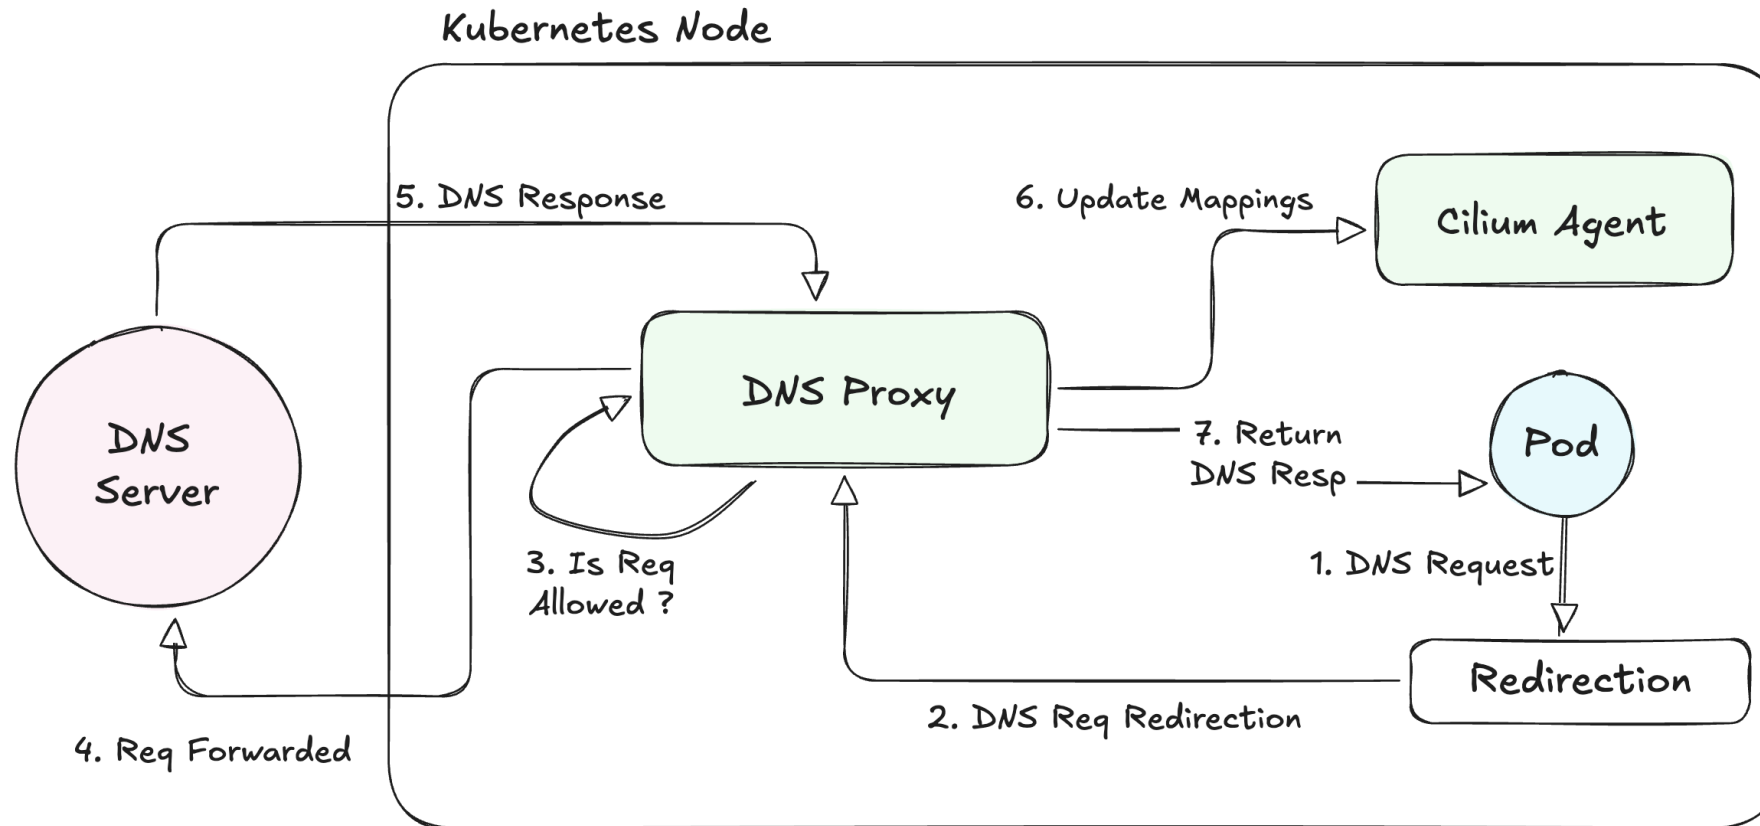 Kubernetes Node
5. DNS Response
6. Update Mappings
Cilium Agent
DNS Proxy
DNS
Server
Pod
7. Return
DNS Resp
3. Is Req
Allowed ?
1. DNS Request
Redirection
2. DNS Req Redirection
4. Req Forwarded